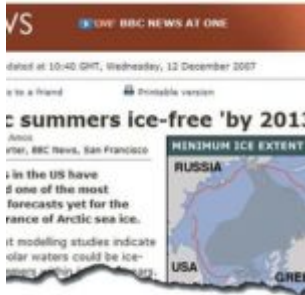 VS LIVE BBC NEWS AT ONE
dated at 10:40 GMT, Wednesday, 12 December 2007
e to a friend Printable version
c summers ice-free 'by 2013
Amos
rter, BBC News, San Francisco
MINIMUM ICE EXTENT
RUSSIA
s in the US have
d one of the most
forecasts yet for the
rance of Arctic sea ice.
t modelling studies indicate
olar waters could be ice-
USA
GREE